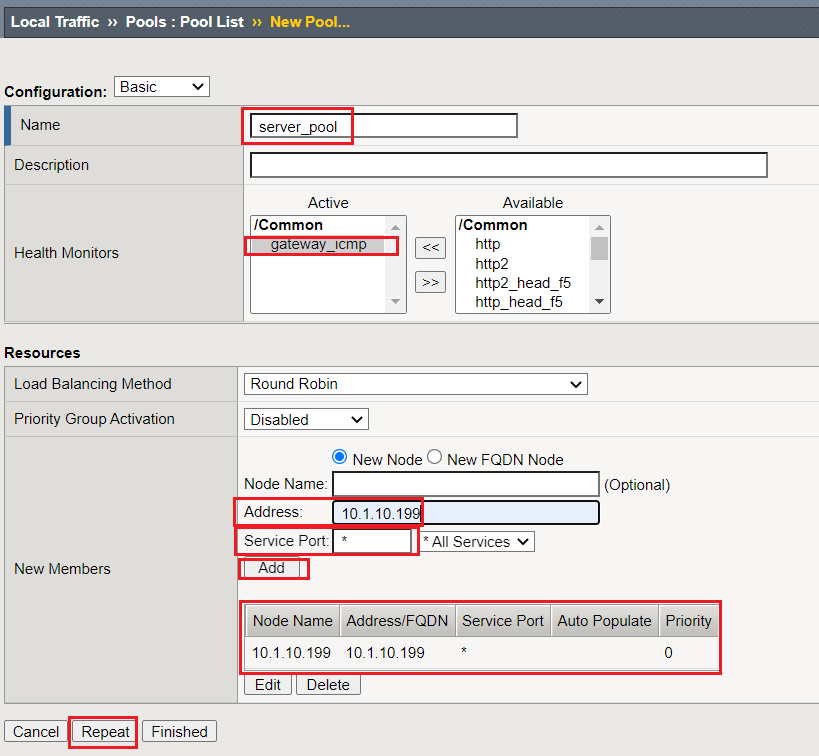 Local Traffic ›› Pools : Pool List ›› New Pool...
Configuration: Basic
Name server_pool
Description
Health Monitors
Active Available
/Common /Common
gateway_icmp << http
http2
>> http2_head_f5
http_head_f5
Resources
Load Balancing Method Round Robin
Priority Group Activation Disabled
New Members
New Node New FQDN Node
Node Name: (Optional)
Address: 10.1.10.199
Service Port: * * All Services
Add
Node Name Address/FQDN Service Port Auto Populate Priority
10.1.10.199 10.1.10.199 * 0
Edit Delete
Cancel Repeat Finished